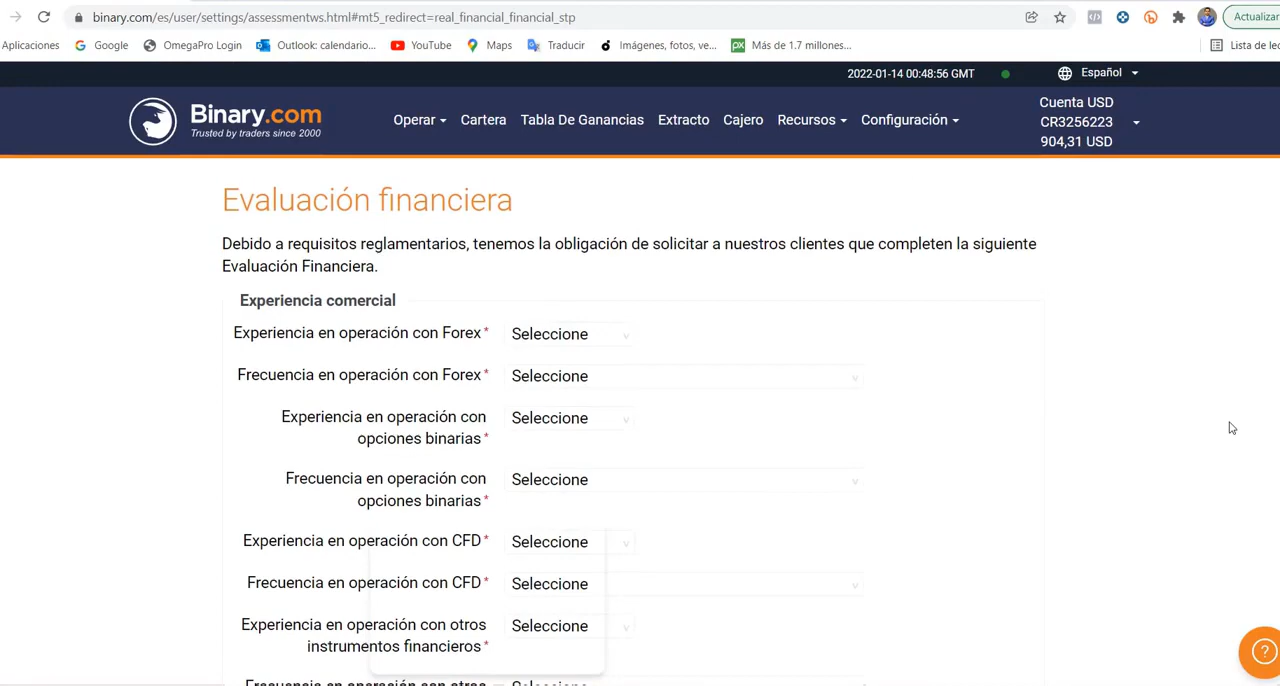 binary.com/es/user/settings/assessmentws.html#mt5_redirect=real_financial_financial_stp
Actualizar
Aplicaciones Google OmegaPro Login Outlook: calendario... YouTube Maps Traducir Imágenes, fotos, ve... Más de 1.7 millones... Lista de lec
2022-01-14 00:48:56 GMT Español
Binary.com
Trusted by traders since 2000
Operar Cartera Tabla De Ganancias Extracto Cajero Recursos Configuración
Cuenta USD
CR3256223
904,31 USD
Evaluación financiera
Debido a requisitos reglamentarios, tenemos la obligación de solicitar a nuestros clientes que completen la siguiente
Evaluación Financiera.
Experiencia comercial
Experiencia en operación con Forex* Seleccione
Frecuencia en operación con Forex* Seleccione
Experiencia en operación con Seleccione
opciones binarias*
Frecuencia en operación con Seleccione
opciones binarias*
Experiencia en operación con CFD* Seleccione
Frecuencia en operación con CFD* Seleccione
Experiencia en operación con otros Seleccione
instrumentos financieros*
Frecuencia en operación con otros Seleccione